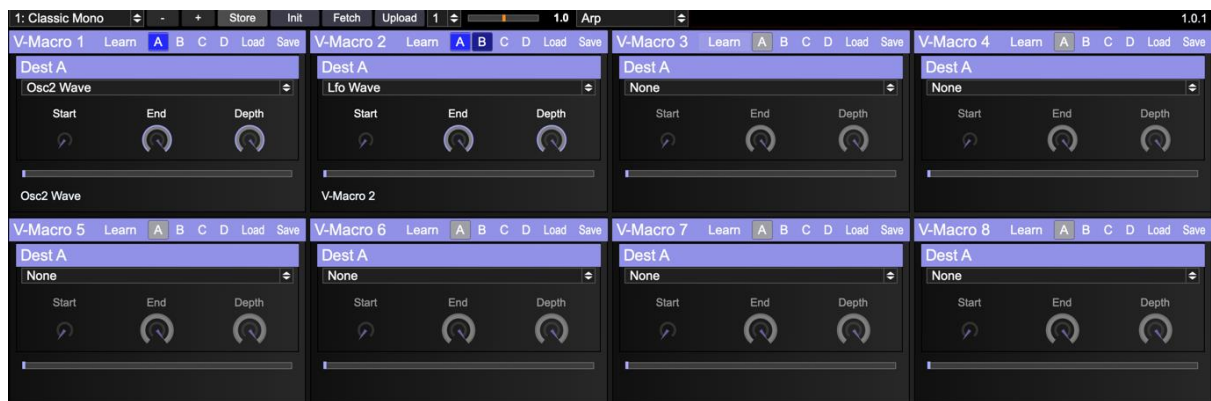 1: Classic Mono - + Store Init Fetch Upload 1 1.0 Arp 1.0.1
V-Macro 1 Learn A B C D Load Save V-Macro 2 Learn A B C D Load Save V-Macro 3 Learn A B C D Load Save V-Macro 4 Learn A B C D Load Save
Dest A Dest A Dest A Dest A
Osc2 Wave Lfo Wave None None
Start End Depth Start End Depth Start End Depth Start End Depth
Osc2 Wave V-Macro 2
V-Macro 5 Learn A B C D Load Save V-Macro 6 Learn A B C D Load Save V-Macro 7 Learn A B C D Load Save V-Macro 8 Learn A B C D Load Save
Dest A Dest A Dest A Dest A
None None None None
Start End Depth Start End Depth Start End Depth Start End Depth